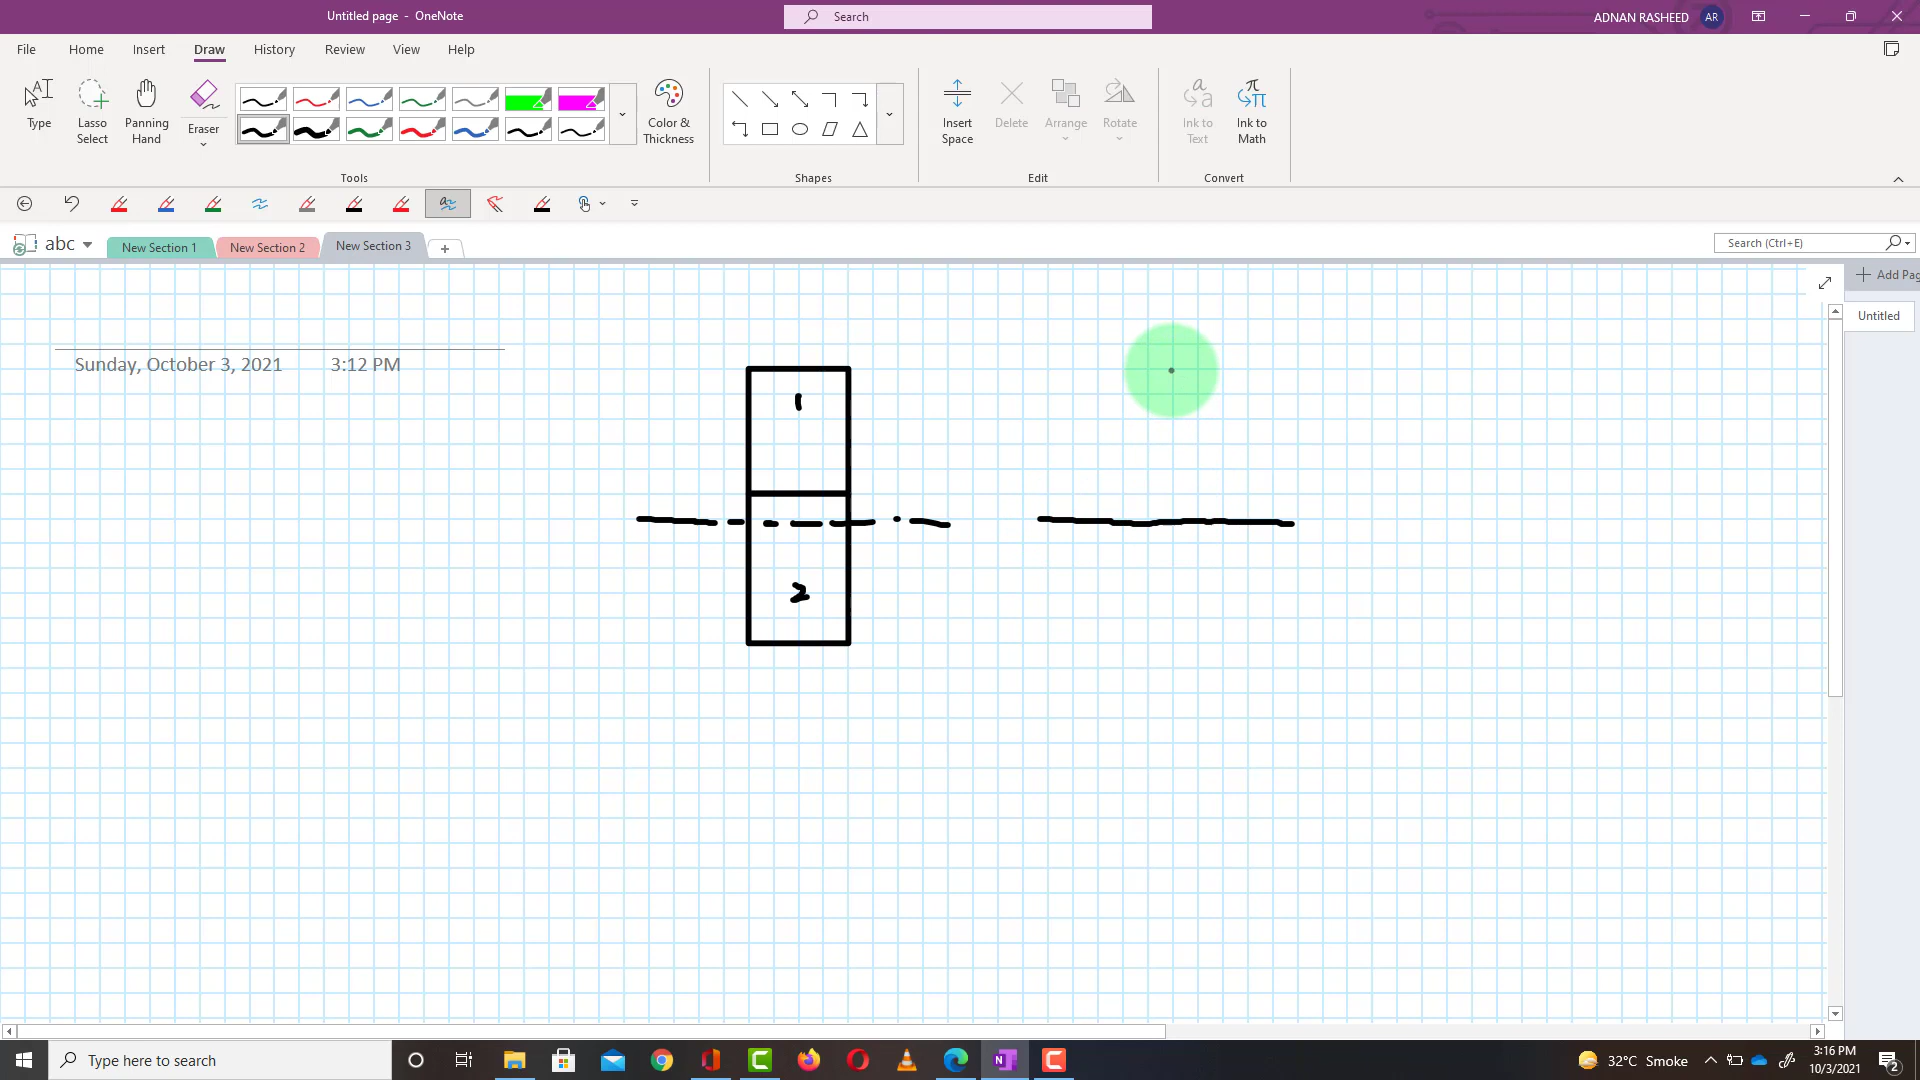 Untitled page - OneNote
Search
ADNAN RASHEED
AR
File Home Insert Draw History Review View Help
Type
Lasso Select
Panning Hand
Eraser
Color & Thickness
Insert Space
Delete
Arrange
Rotate
Ink to Text
Ink to Math
Tools
Shapes
Edit
Convert
abc
New Section 1
New Section 2
New Section 3
Search (Ctrl+E)
Add Pag
Untitled
Sunday, October 3, 2021 3:12 PM
1
2
Type here to search
32°C Smoke
3:16 PM
10/3/2021
2